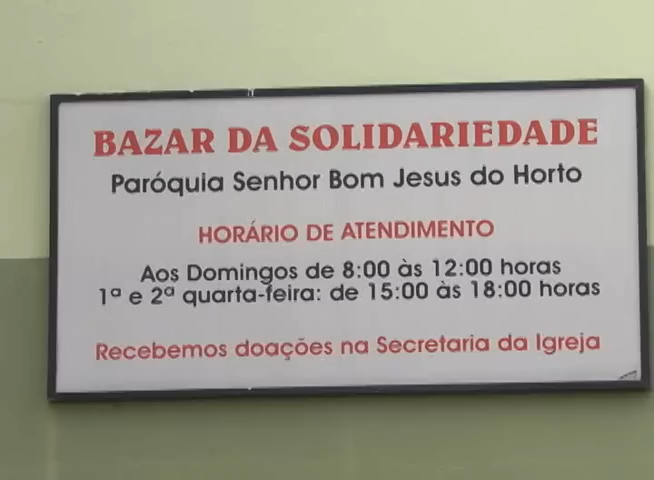 BAZAR DA SOLIDARIEDADE
Paróquia Senhor Bom Jesus do Horto
HORÁRIO DE ATENDIMENTO
Aos Domingos de 8:00 às 12:00 horas
1ª e 2ª quarta-feira: de 15:00 às 18:00 horas
Recebemos doações na Secretaria da Igreja